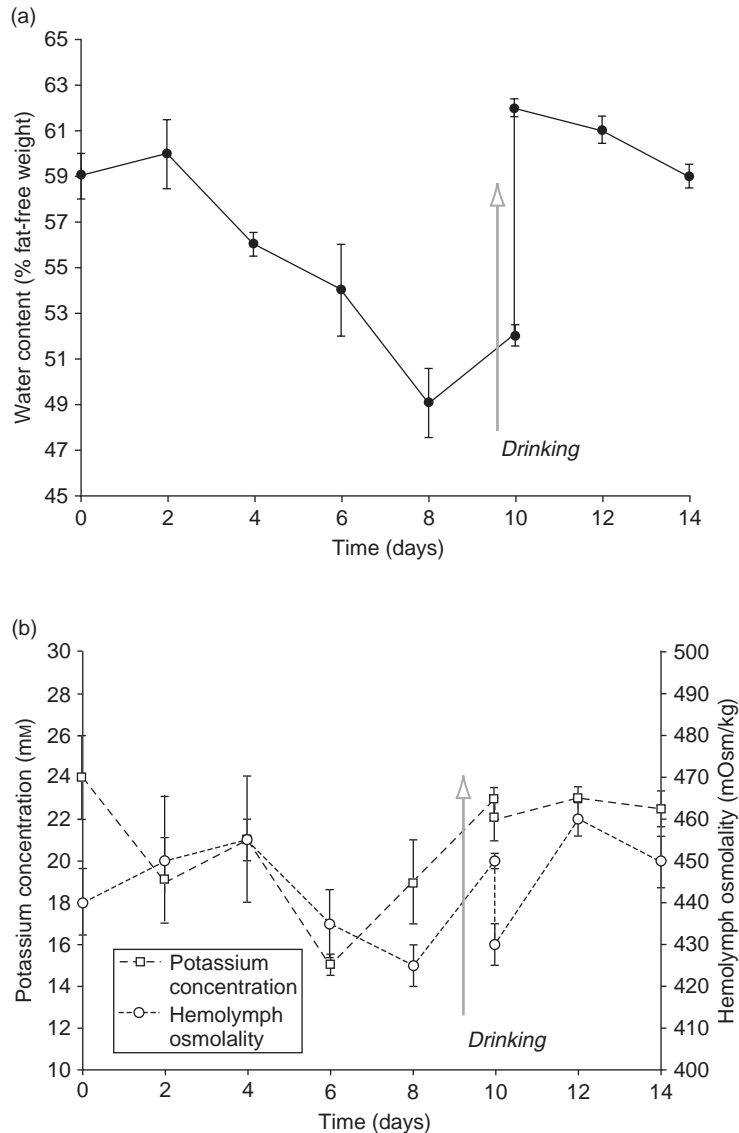 (a)
65
63
61
59
57
55
53
51
49
47
45
Water content (% fat-free weight)
Drinking
0 2 4 6 8 10 12 14
Time (days)
(b)
30
28
26
24
22
20
18
16
14
12
10
Potassium concentration (mM)
Potassium
concentration
Hemolymph
osmolality
Drinking
500
490
480
470
460
450
440
430
420
410
400
Hemolymph osmolality (mOsm/kg)
0 2 4 6 8 10 12 14
Time (days)